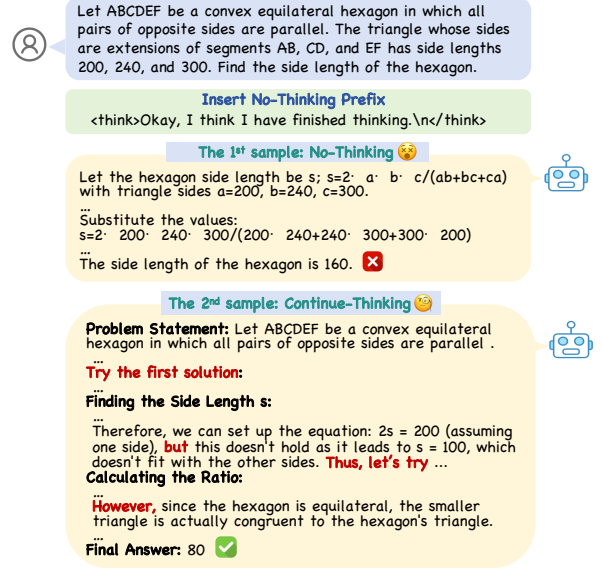 Let ABCDEF be a convex equilateral hexagon in which all
pairs of opposite sides are parallel. The triangle whose sides
are extensions of segments AB, CD, and EF has side lengths
200, 240, and 300. Find the side length of the hexagon.
Insert No-Thinking Prefix
<think>Okay, I think I have finished thinking.\n</think>
The 1st sample: No-Thinking 😵
Let the hexagon side length be s; s=2· a· b· c/(ab+bc+ca)
with triangle sides a=200, b=240, c=300.
...
Substitute the values:
s=2· 200· 240· 300/(200· 240+240· 300+300· 200)
...
The side length of the hexagon is 160. ❌
The 2nd sample: Continue-Thinking 🧐
Problem Statement: Let ABCDEF be a convex equilateral
hexagon in which all pairs of opposite sides are parallel .
...
Try the first solution:
...
Finding the Side Length s:
...
Therefore, we can set up the equation: 2s = 200 (assuming
one side), but this doesn't hold as it leads to s = 100, which
doesn't fit with the other sides. Thus, let's try ...
Calculating the Ratio:
...
However, since the hexagon is equilateral, the smaller
triangle is actually congruent to the hexagon's triangle.
...
Final Answer: 80 ✅